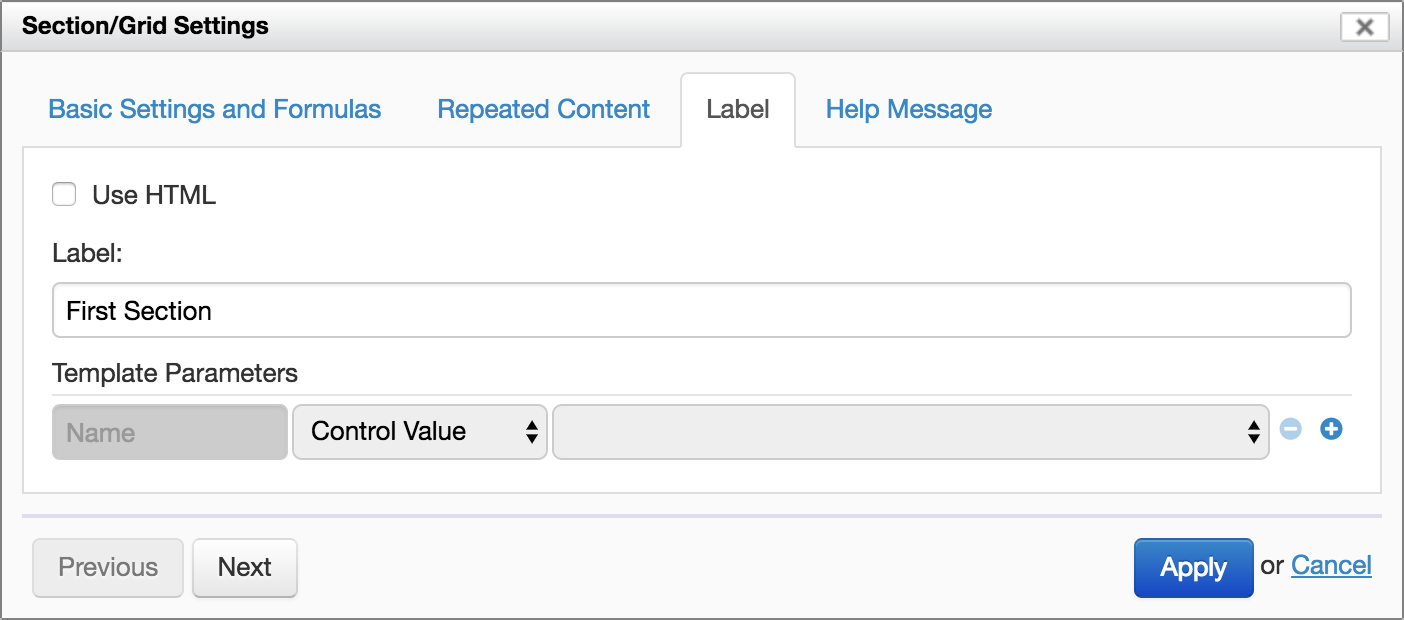 Section/Grid Settings
Basic Settings and Formulas Repeated Content Label Help Message
Use HTML
Label:
First Section
Template Parameters
Name Control Value
Previous Next Apply or Cancel